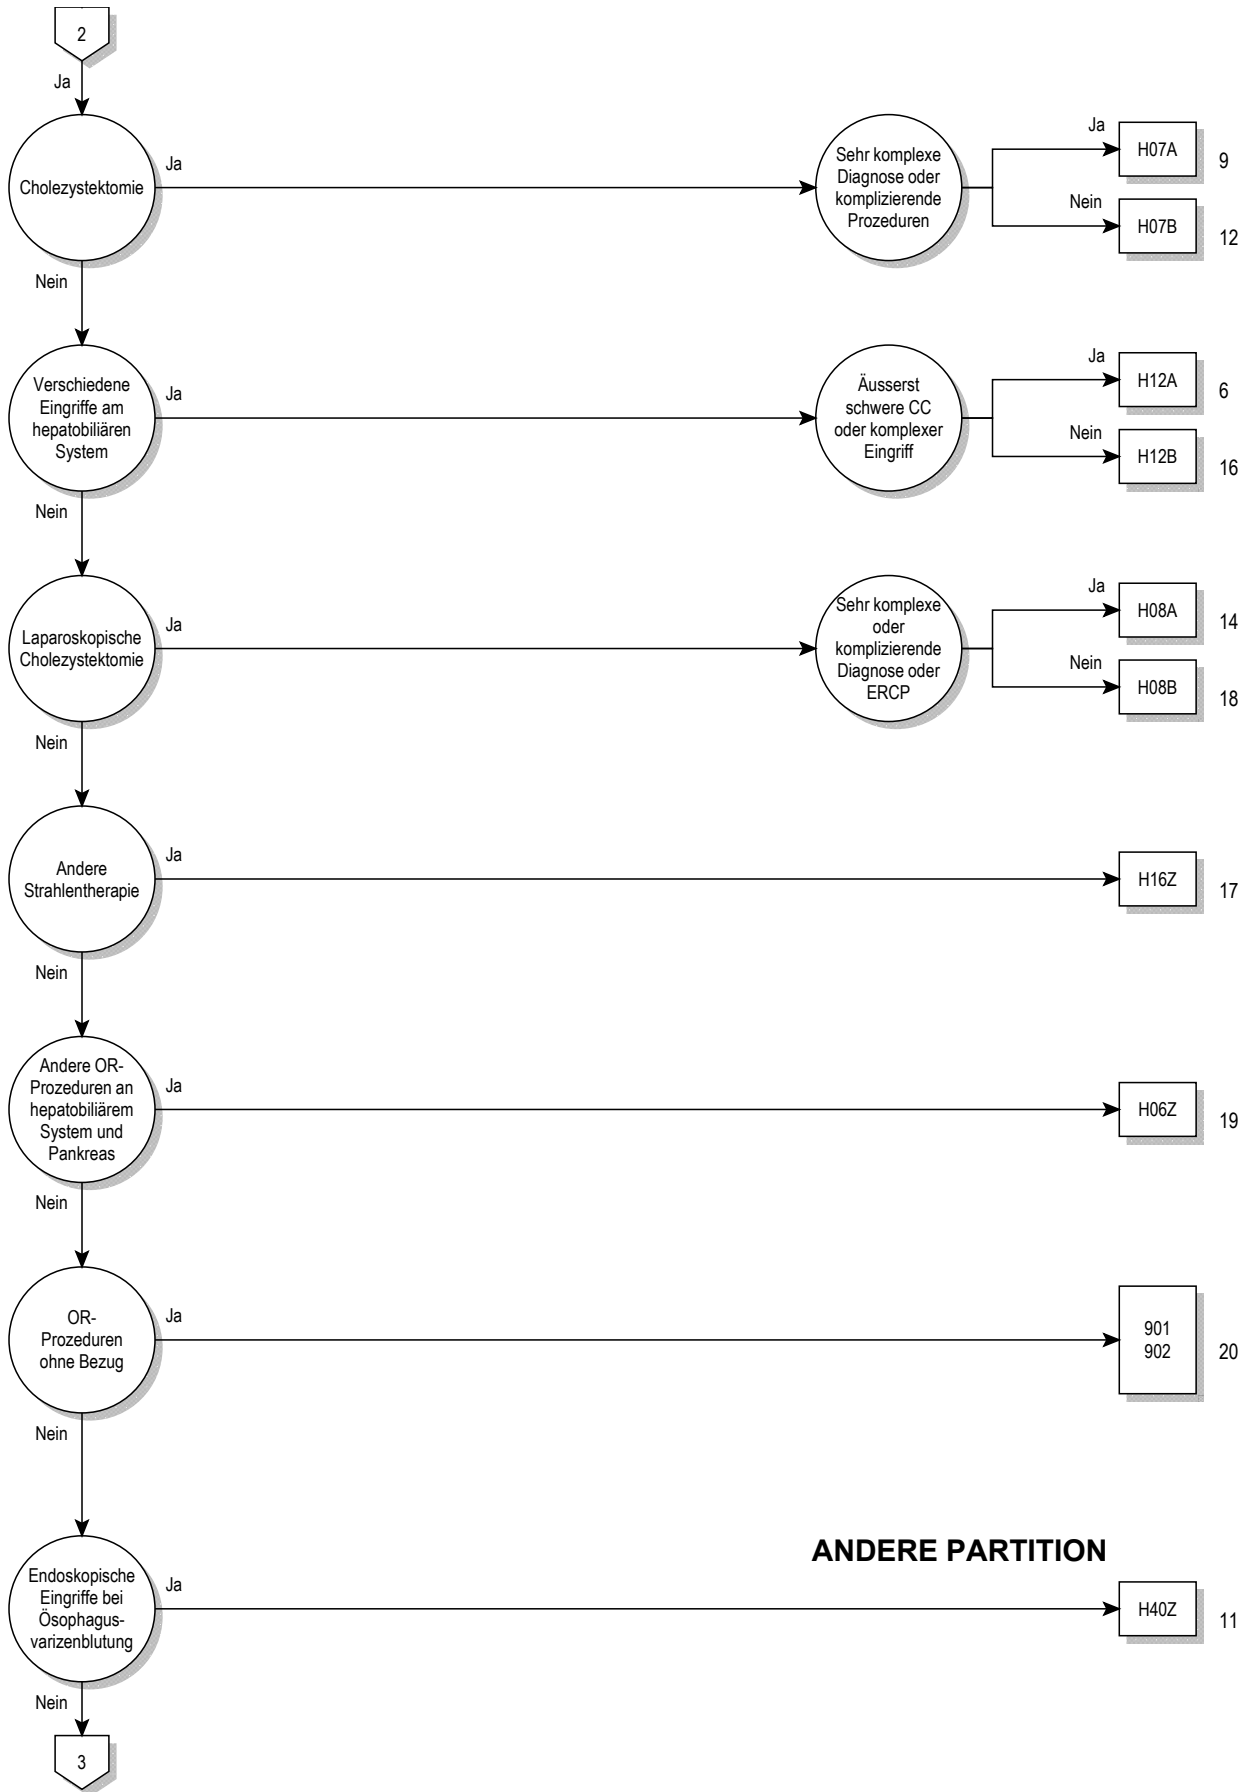 2
Ja
Cholezystektomie
Ja
Sehr komplexe
Diagnose oder
komplizierende
Prozeduren
Ja
H07A
9
Nein
H07B
12
Nein
Verschiedene
Eingriffe am
hepatobiliären
System
Ja
Äusserst
schwere CC
oder komplexer
Eingriff
Ja
H12A
6
Nein
H12B
16
Nein
Laparoskopische
Cholezystektomie
Ja
Sehr komplexe
oder
komplizierende
Diagnose oder
ERCP
Ja
H08A
14
Nein
H08B
18
Nein
Andere
Strahlentherapie
Ja
H16Z
17
Nein
Andere OR-
Prozeduren an
hepatobiliärem
System und
Pankreas
Ja
H06Z
19
Nein
OR-
Prozeduren
ohne Bezug
Ja
901
902
20
Nein
ANDERE PARTITION
Endoskopische
Eingriffe bei
Ösophagus-
varizenblutung
Ja
H40Z
11
Nein
3